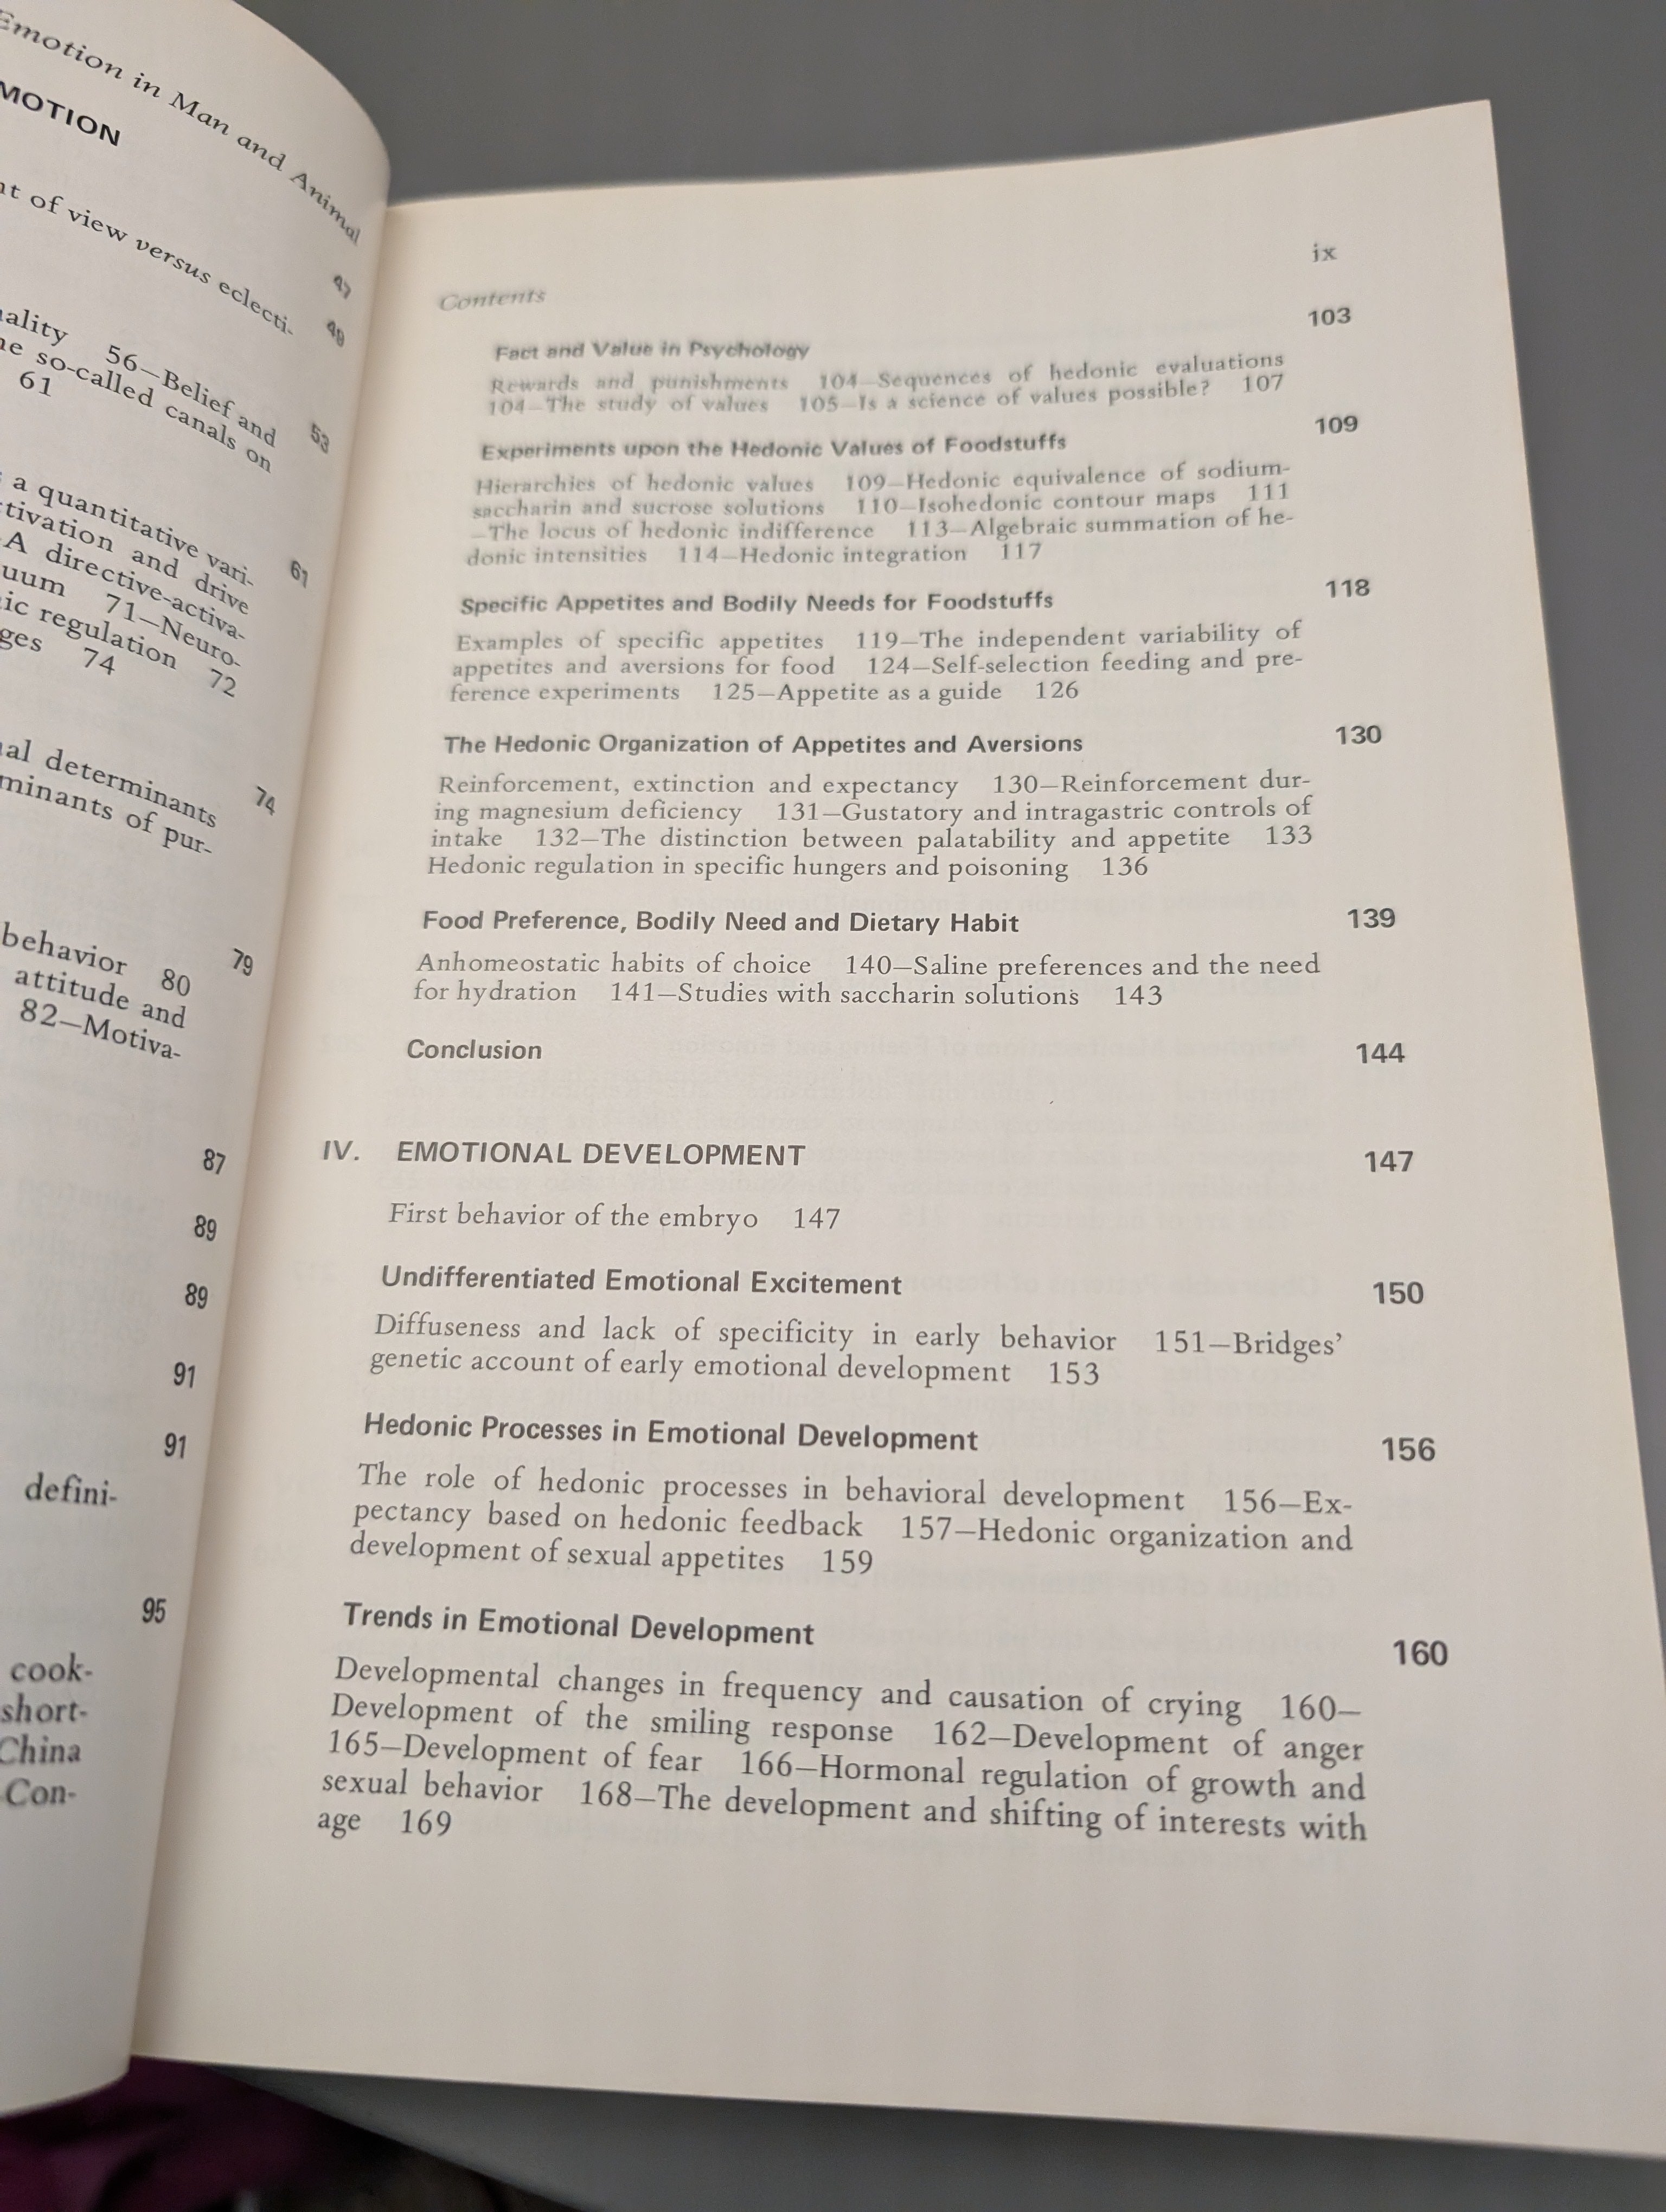 Emotion in Man and Animal
MOTION
47
of view versus eclecti-
49
56—Belief and
so-called canals on
61
53
a quantitative vari-
and drive
A directive-activa-
71—Neuro-
regulation 72
74
61
determinants
of pur-
74
behavior 80
attitude and
82—Motiva-
79
87
89
89
91
91
defini-
95
cook-
short-
China
Con-
ix
Contents
Fact and Value in Psychology 103
Rewards and punishments 104—Sequences of hedonic evaluations
104—The study of values 105—Is a science of values possible? 107
Experiments upon the Hedonic Values of Foodstuffs 109
Hierarchies of hedonic values 109—Hedonic equivalence of sodium-
saccharin and sucrose solutions 110—Isohedonic contour maps 111
—The locus of hedonic indifference 113—Algebraic summation of he-
donic intensities 114—Hedonic integration 117
Specific Appetites and Bodily Needs for Foodstuffs 118
Examples of specific appetites 119—The independent variability of
appetites and aversions for food 124—Self-selection feeding and pre-
ference experiments 125—Appetite as a guide 126
The Hedonic Organization of Appetites and Aversions 130
Reinforcement, extinction and expectancy 130—Reinforcement dur-
ing magnesium deficiency 131—Gustatory and intragastric controls of
intake 132—The distinction between palatability and appetite 133
Hedonic regulation in specific hungers and poisoning 136
Food Preference, Bodily Need and Dietary Habit 139
Anhomeostatic habits of choice 140—Saline preferences and the need
for hydration 141—Studies with saccharin solutions 143
Conclusion 144
IV. EMOTIONAL DEVELOPMENT 147
First behavior of the embryo 147
Undifferentiated Emotional Excitement 150
Diffuseness and lack of specificity in early behavior 151—Bridges’
genetic account of early emotional development 153
Hedonic Processes in Emotional Development 156
The role of hedonic processes in behavioral development 156—Ex-
pectancy based on hedonic feedback 157—Hedonic organization and
development of sexual appetites 159
Trends in Emotional Development 160
Developmental changes in frequency and causation of crying 160—
Development of the smiling response 162—Development of anger
165—Development of fear 166—Hormonal regulation of growth and
sexual behavior 168—The development and shifting of interests with
age 169